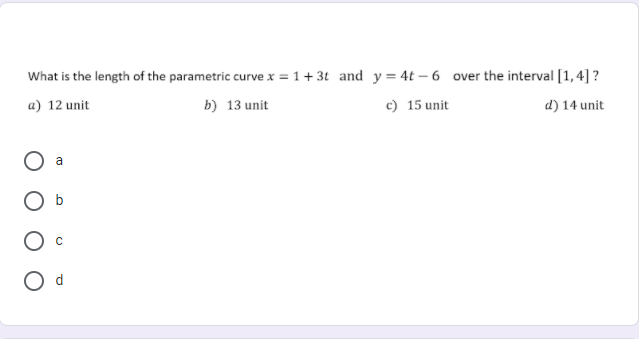 What is the length of the parametric curve x = 1 + 3t and y = 4t – 6 over the interval [1, 4] ?
a) 12 unit b) 13 unit c) 15 unit d) 14 unit
a
b
c
d